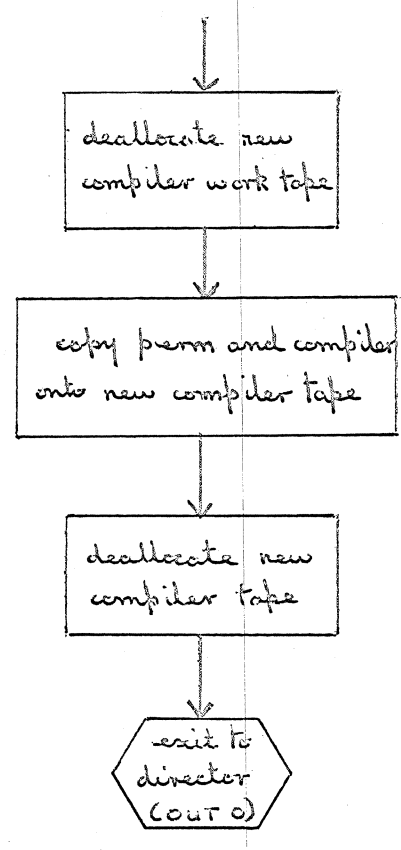 deallocate new
compiler work tape
copy perm and compiler
onto new compiler tape
deallocate new
compiler tape
exit to
director
(OUT 0)